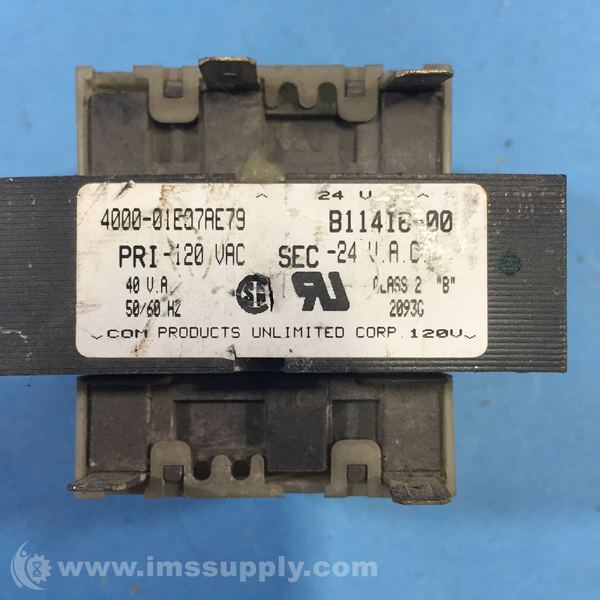 24 V
4000-01E07AE79 B11416-00
PRI-120 VAC SEC-24 V.A.C.
40 V.A. CLASS 2 "B"
50/60 HZ 2093G
COM PRODUCTS UNLIMITED CORP. 120V
www.imssupply.com